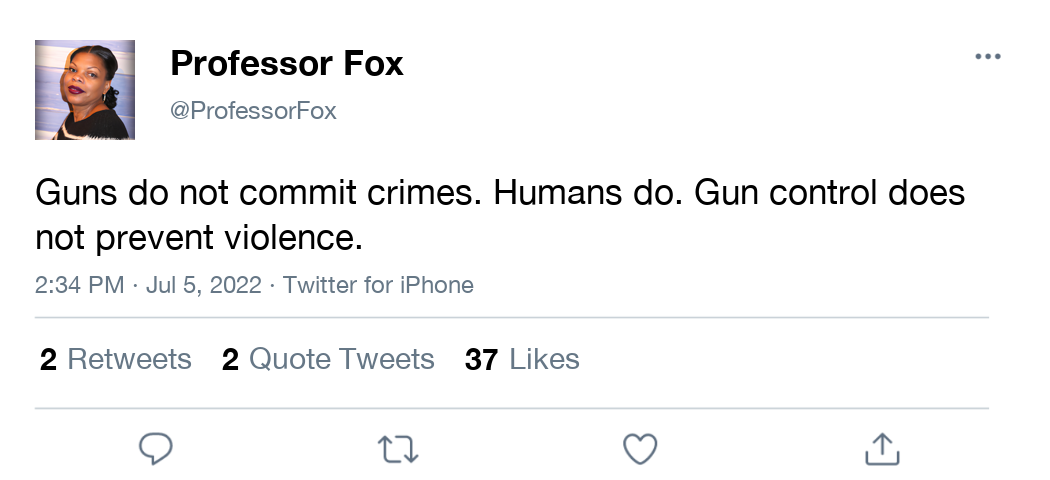 Professor Fox
@ProfessorFox
Guns do not commit crimes. Humans do. Gun control does
not prevent violence.
2:34 PM · Jul 5, 2022 · Twitter for iPhone
2 Retweets 2 Quote Tweets 37 Likes